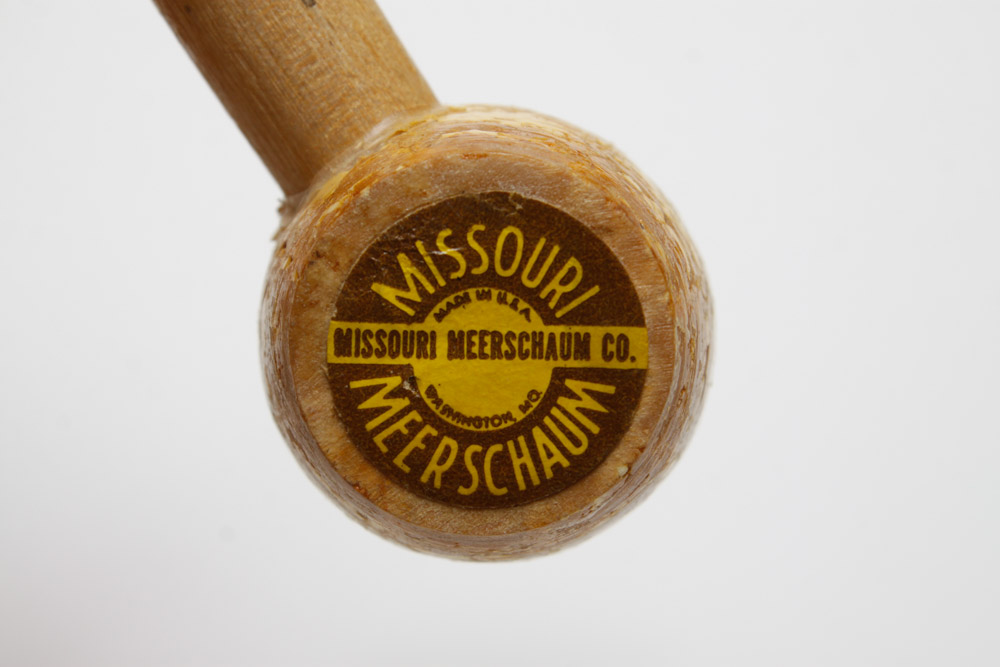 MISSOURI
MADE IN U.S.A.
MISSOURI MEERSCHAUM CO.
WASHINGTON, MO.
MEERSCHAUM